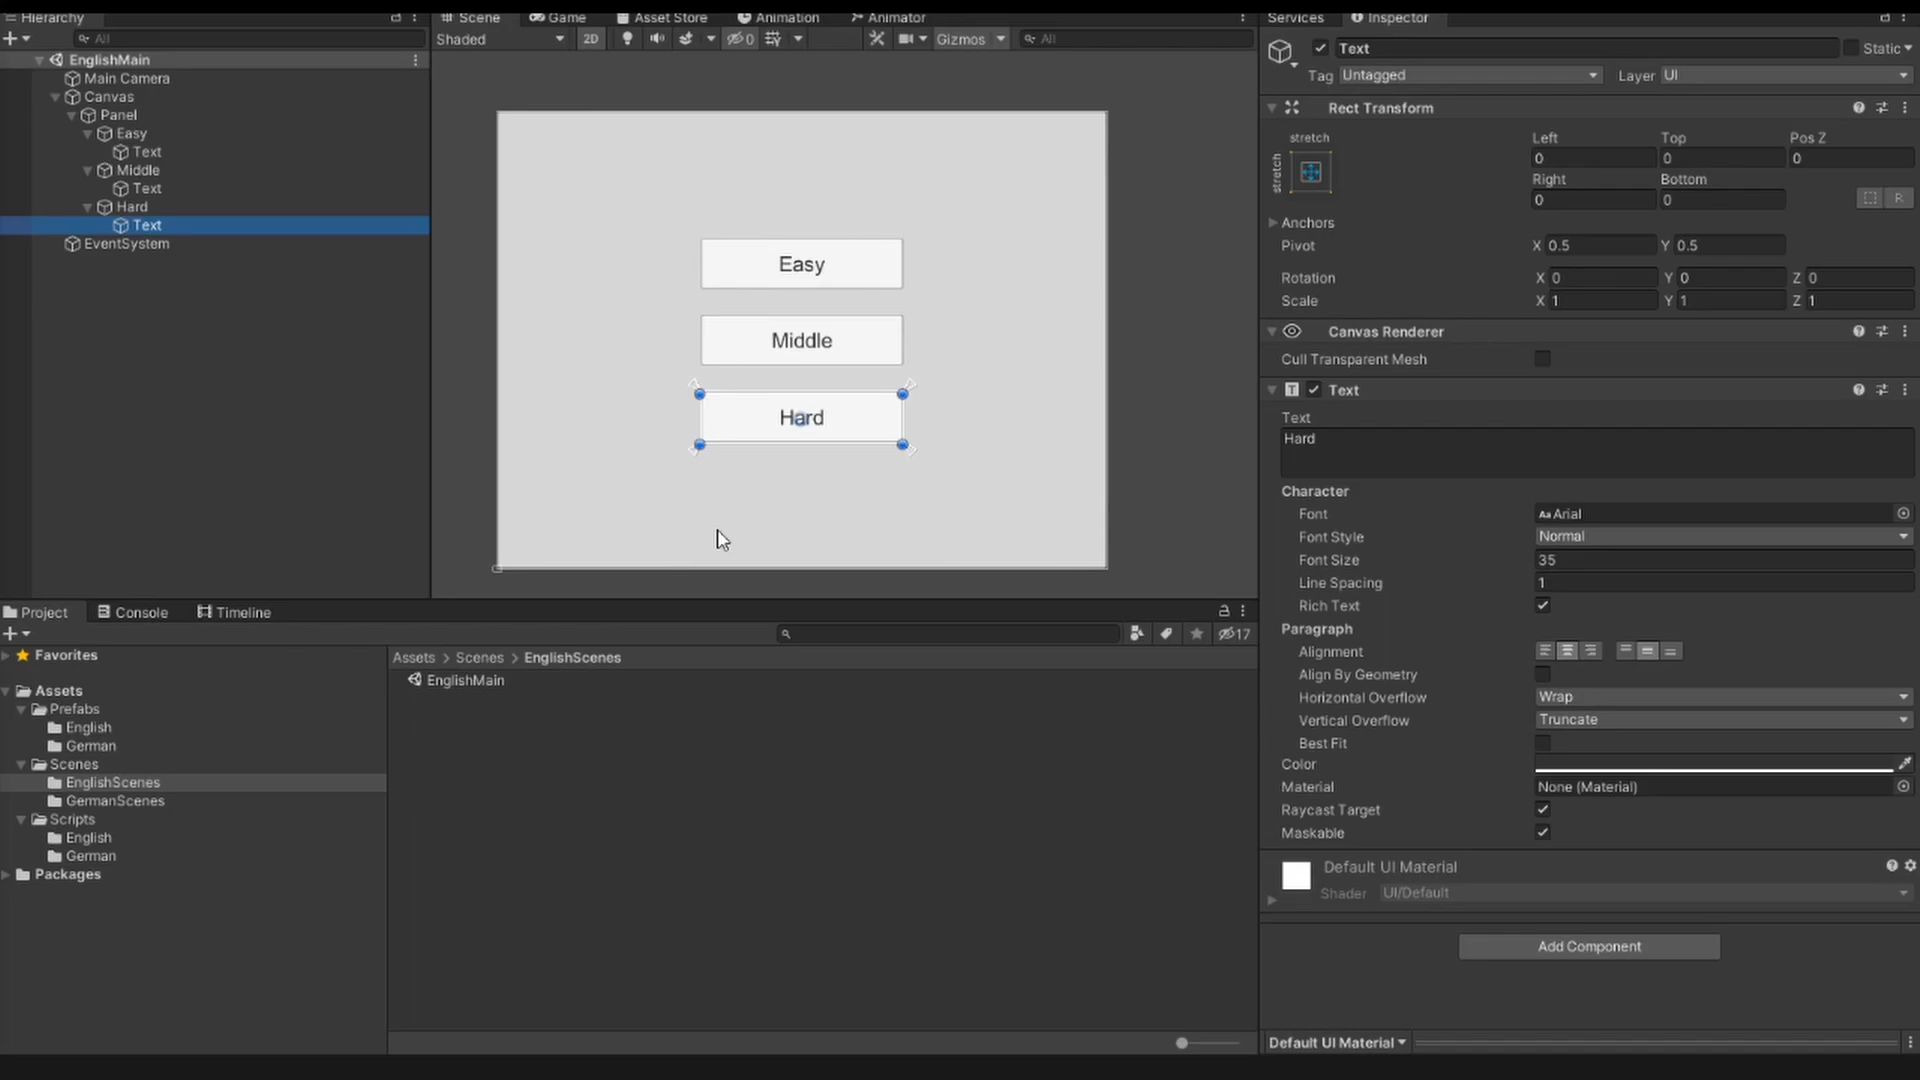 Hierarchy
All
EnglishMain
Main Camera
Canvas
Panel
Easy
Text
Middle
Text
Hard
Text
EventSystem
Scene Game Asset Store Animation Animator
Shaded 2D 0 Gizmos All
Easy
Middle
Hard
Project Console Timeline
17
Favorites
Assets
Prefabs
English
German
Scenes
EnglishScenes
GermanScenes
Scripts
English
German
Packages
Assets > Scenes > EnglishScenes
EnglishMain
Services Inspector
Text Static
Tag Untagged Layer UI
Rect Transform
stretch
stretch
Left Top Pos Z
0 0 0
Right Bottom
0 0 R
Anchors
Pivot X 0.5 Y 0.5
Rotation X 0 Y 0 Z 0
Scale X 1 Y 1 Z 1
Canvas Renderer
Cull Transparent Mesh
T Text
Text
Hard
Character
Font Aa Arial
Font Style Normal
Font Size 35
Line Spacing 1
Rich Text
Paragraph
Alignment
Align By Geometry
Horizontal Overflow Wrap
Vertical Overflow Truncate
Best Fit
Color
Material None (Material)
Raycast Target
Maskable
Default UI Material
Shader UI/Default
Add Component
Default UI Material